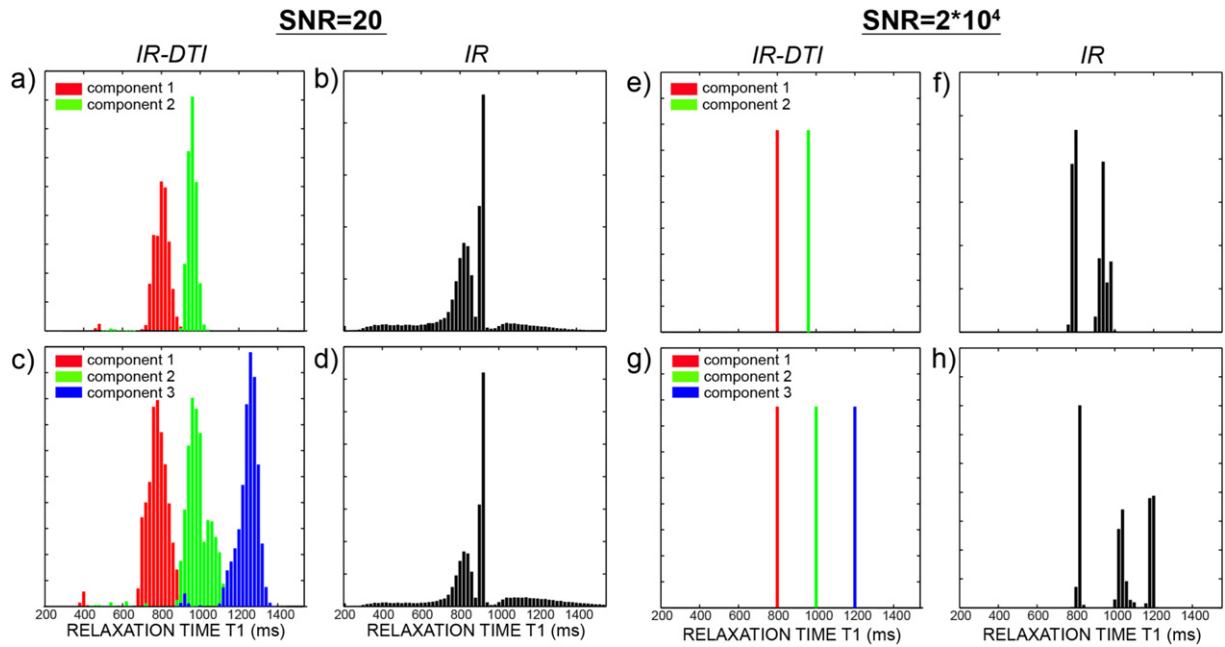 SNR=20
SNR=2*10⁴
IR-DTI
IR
IR-DTI
IR
a)
component 1
component 2
b)
e)
component 1
component 2
f)
c)
component 1
component 2
component 3
d)
g)
component 1
component 2
component 3
h)
200 600 800 1000 1200 1400
200 400 600 800 1000 1200 1400
200 400 600 800 1000 1200 1400
200 400 600 800 1000 1200 1400
RELAXATION TIME T1 (ms)
RELAXATION TIME T1 (ms)
RELAXATION TIME T1 (ms)
RELAXATION TIME T1 (ms)